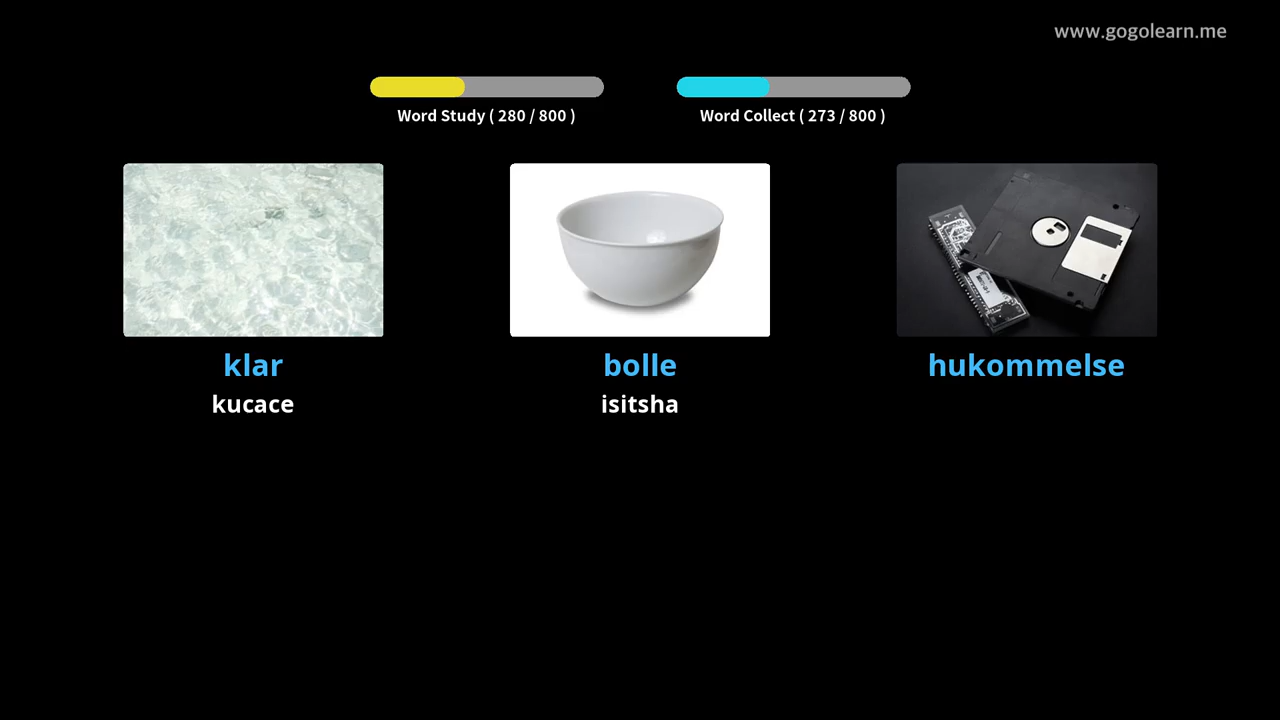 www.gogolearn.me
Word Study ( 280 / 800 )
Word Collect ( 273 / 800 )
klar
bolle
hukommelse
kucace
isitsha